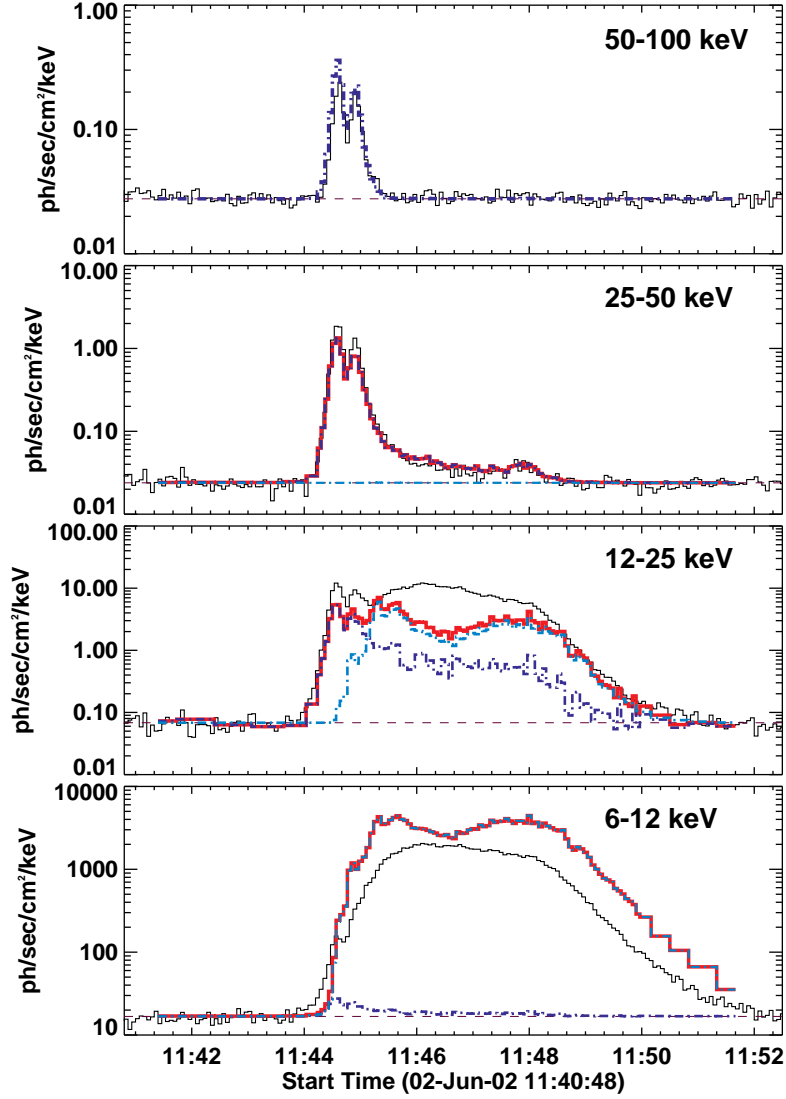 1.00
50-100 keV
0.10
ph/sec/cm²/keV
0.01
10.00
25-50 keV
1.00
ph/sec/cm²/keV
0.10
0.01
100.00
12-25 keV
10.00
ph/sec/cm²/keV
1.00
0.10
0.01
10000
6-12 keV
1000
ph/sec/cm²/keV
100
10
11:42 11:44 11:46 11:48 11:50 11:52
Start Time (02-Jun-02 11:40:48)